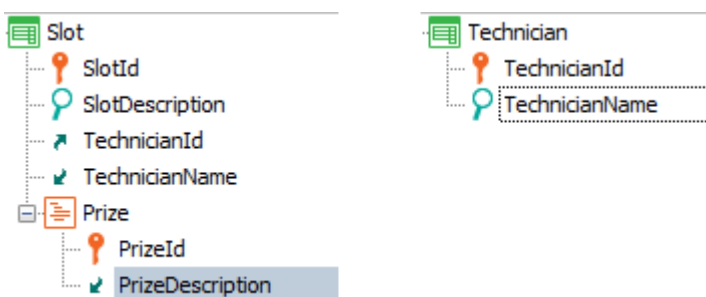 Slot
SlotId
SlotDescription
TechnicianId
TechnicianName
Prize
PrizeId
PrizeDescription
Technician
TechnicianId
TechnicianName